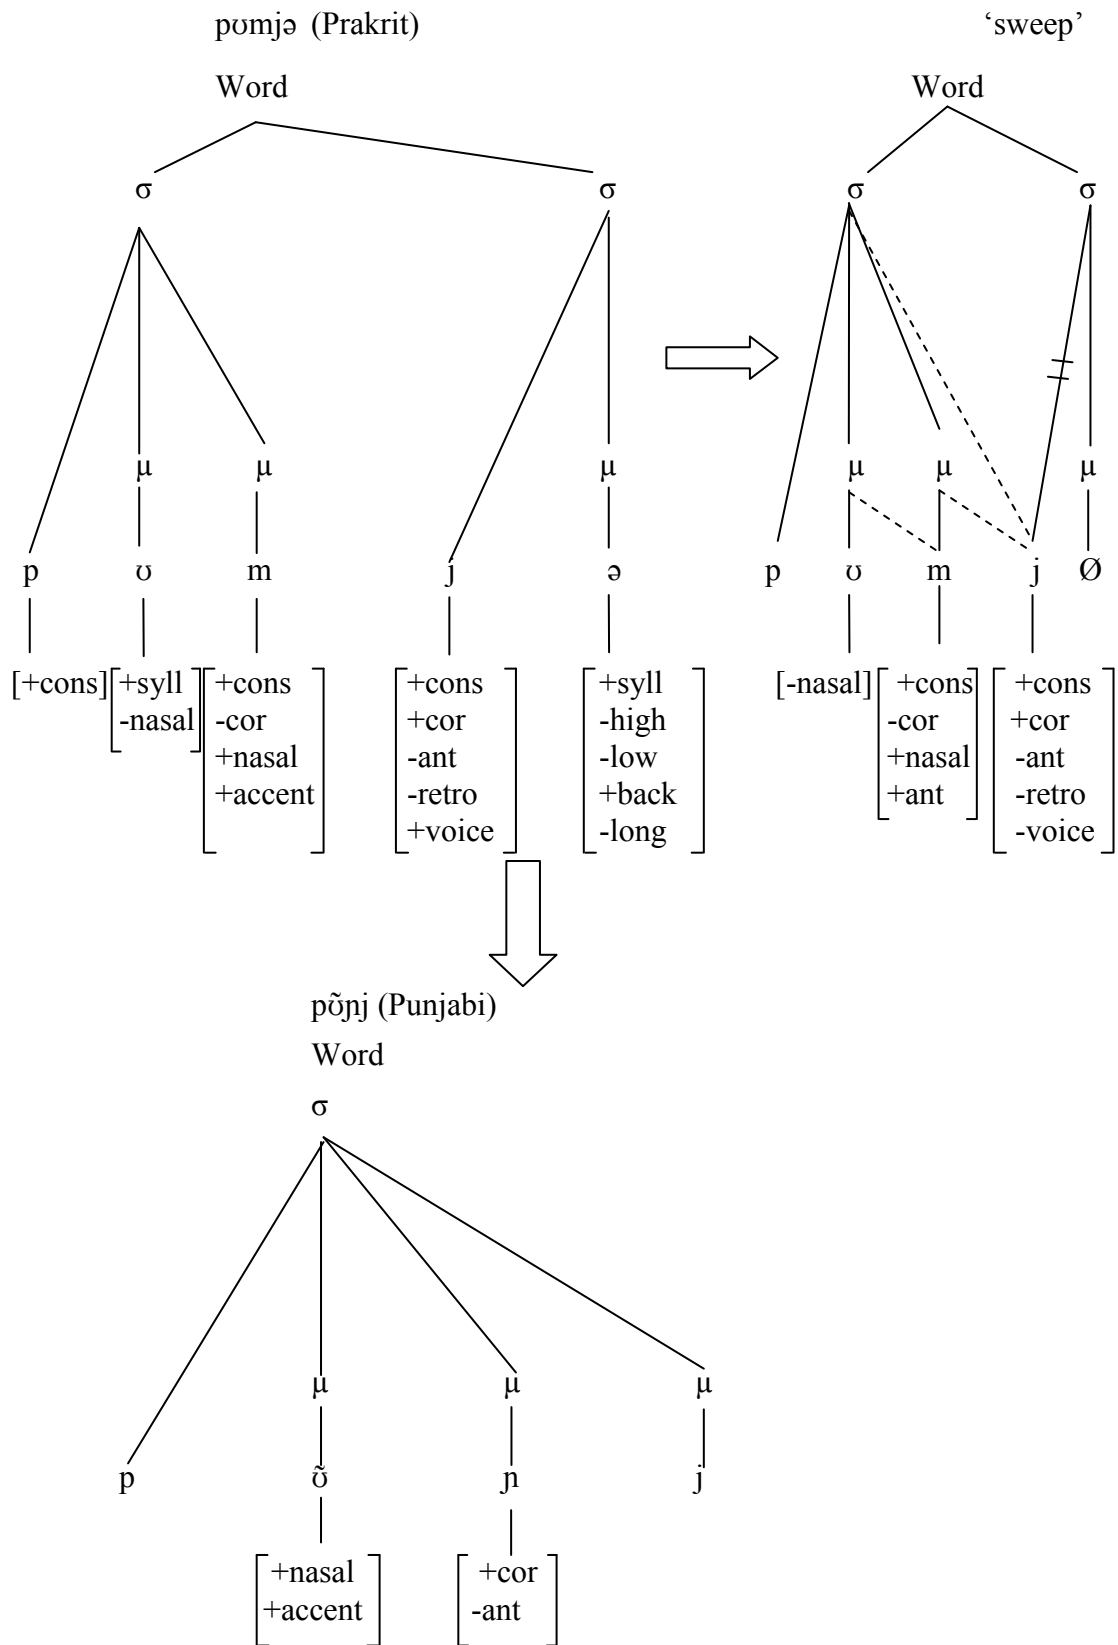 pʊmjə (Prakrit) ‘sweep’
Word Word
σ σ σ σ
μ μ μ μ μ μ
p ʊ m j ə p ʊ m j Ø
[+cons] +syll +cons +cons +syll [-nasal] +cons +cons
-nasal -cor +cor -high -cor +cor
+nasal -ant -low +nasal -ant
+accent -retro +back +ant -retro
+voice -long -voice
pʊ̃ɲj (Punjabi)
Word
σ
μ μ μ
p ʊ̃ ɲ j
+nasal +cor
+accent -ant